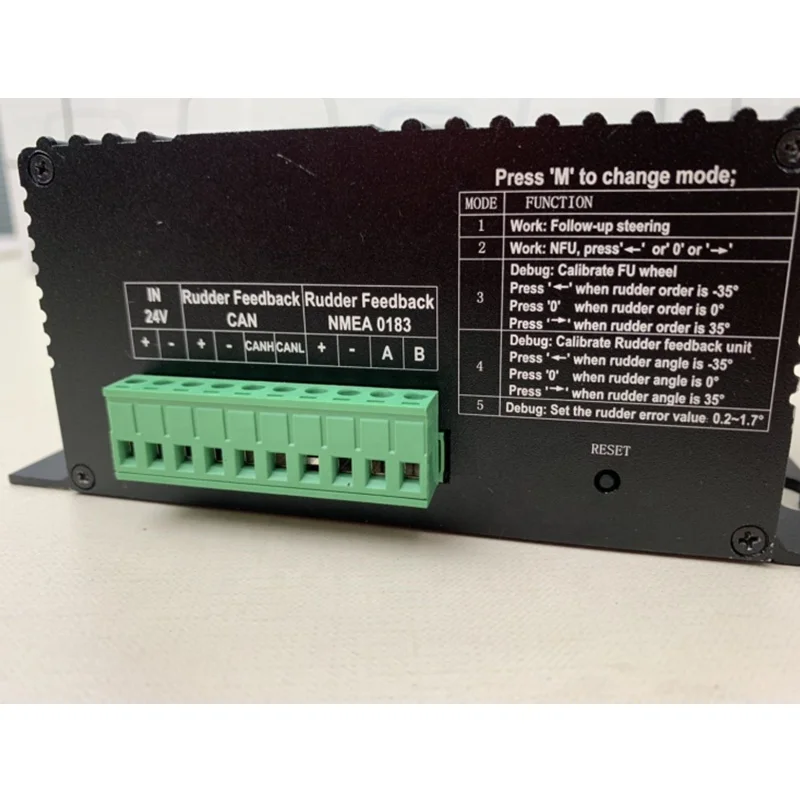 Press 'M' to change mode;
MODE FUNCTION
1 Work: Follow-up steering
2 Work: NFU, press'←' or' 0' or '→'
3 Debug: Calibrate FU wheel
Press '←' when rudder order is -35°
Press '0' when rudder order is 0°
Press '→' when rudder order is 35°
4 Debug: Calibrate Rudder feedback unit
Press '←' when rudder angle is -35°
Press '0' when rudder angle is 0°
Press '→' when rudder angle is 35°
5 Debug: Set the rudder error value: 0.2~1.7°
IN 24V
Rudder Feedback CAN
Rudder Feedback NMEA 0183
+ - + - CANH CANL + - A B
RESET